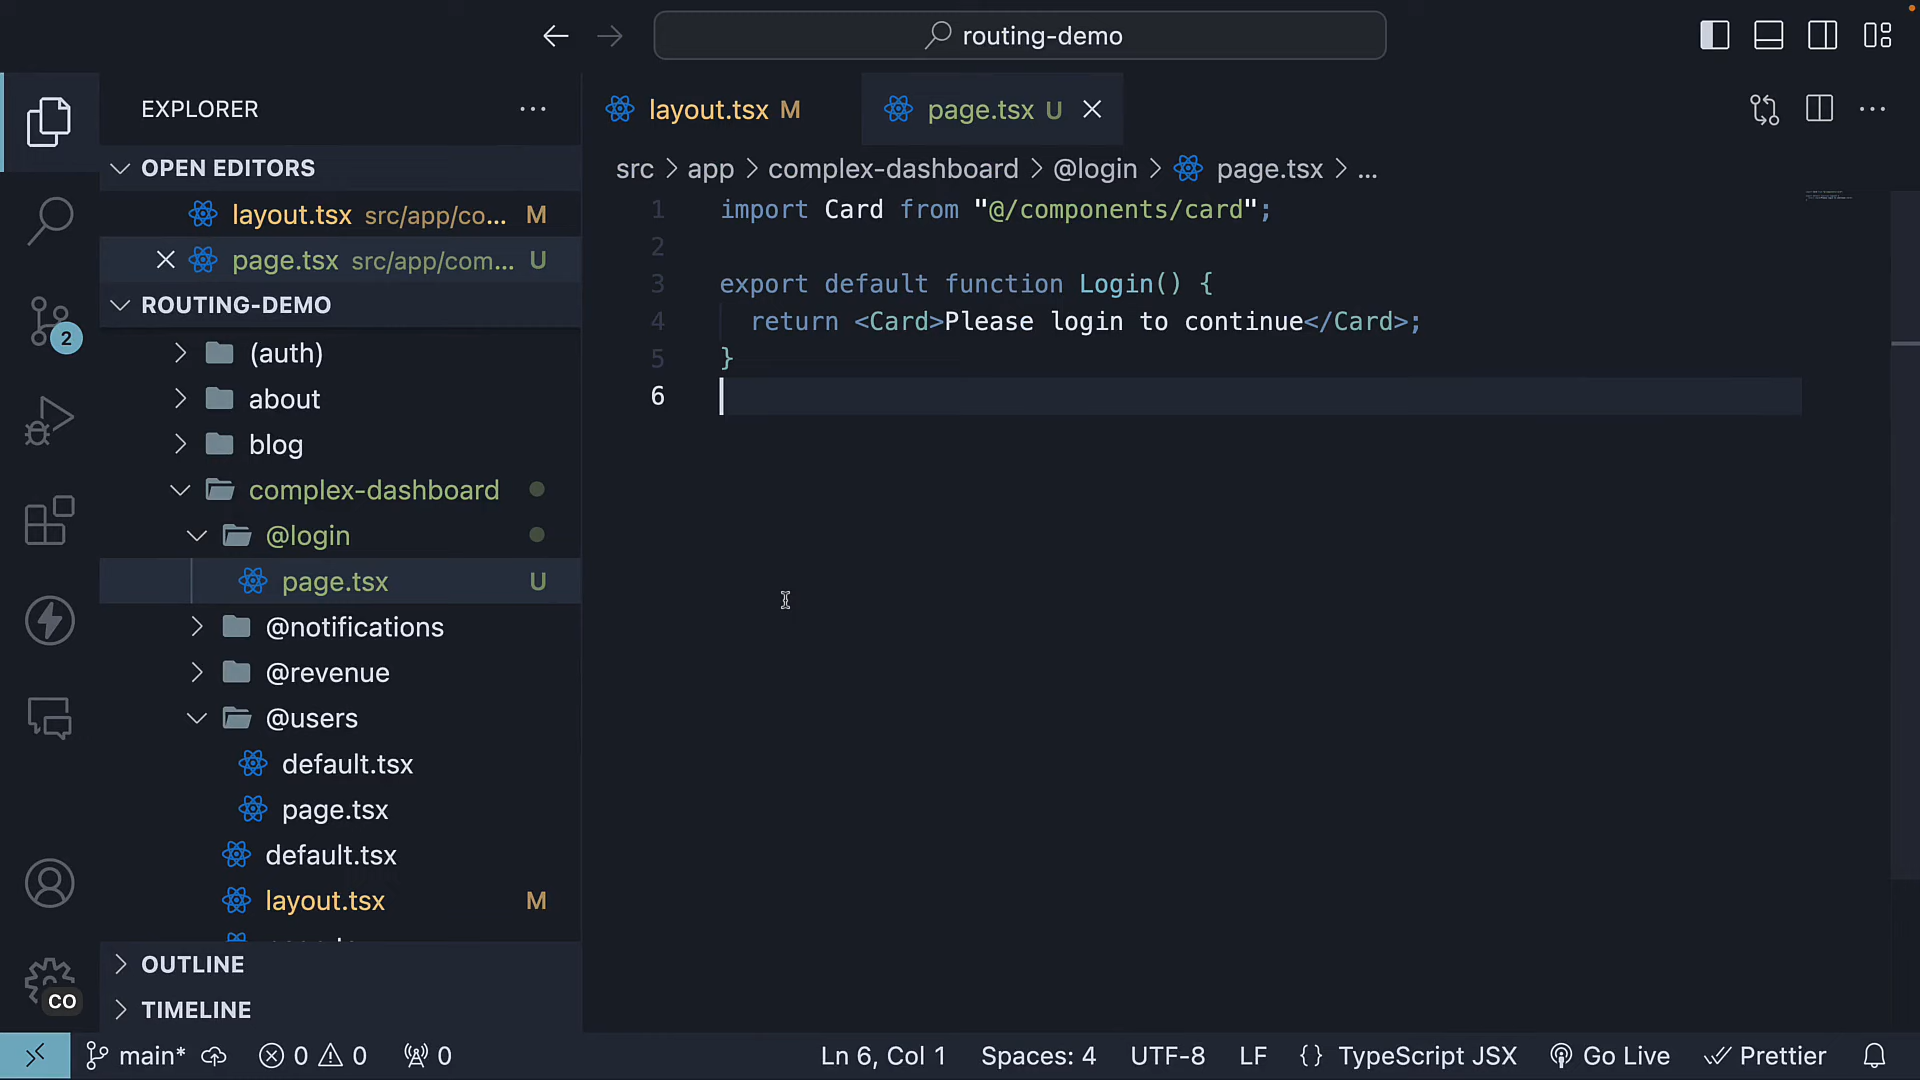 routing-demo
EXPLORER
OPEN EDITORS
layout.tsx src/app/co... M
page.tsx src/app/com... U
ROUTING-DEMO
(auth)
about
blog
complex-dashboard
@login
page.tsx U
@notifications
@revenue
@users
default.tsx
page.tsx
default.tsx
layout.tsx M
OUTLINE
TIMELINE
2
CO
layout.tsx M
page.tsx U
src > app > complex-dashboard > @login > page.tsx > ...
1 import Card from "@/components/card";
2
3 export default function Login() {
4 return <Card>Please login to continue</Card>;
5 }
6
main* 0 0 0
Ln 6, Col 1 Spaces: 4 UTF-8 LF {} TypeScript JSX Go Live Prettier